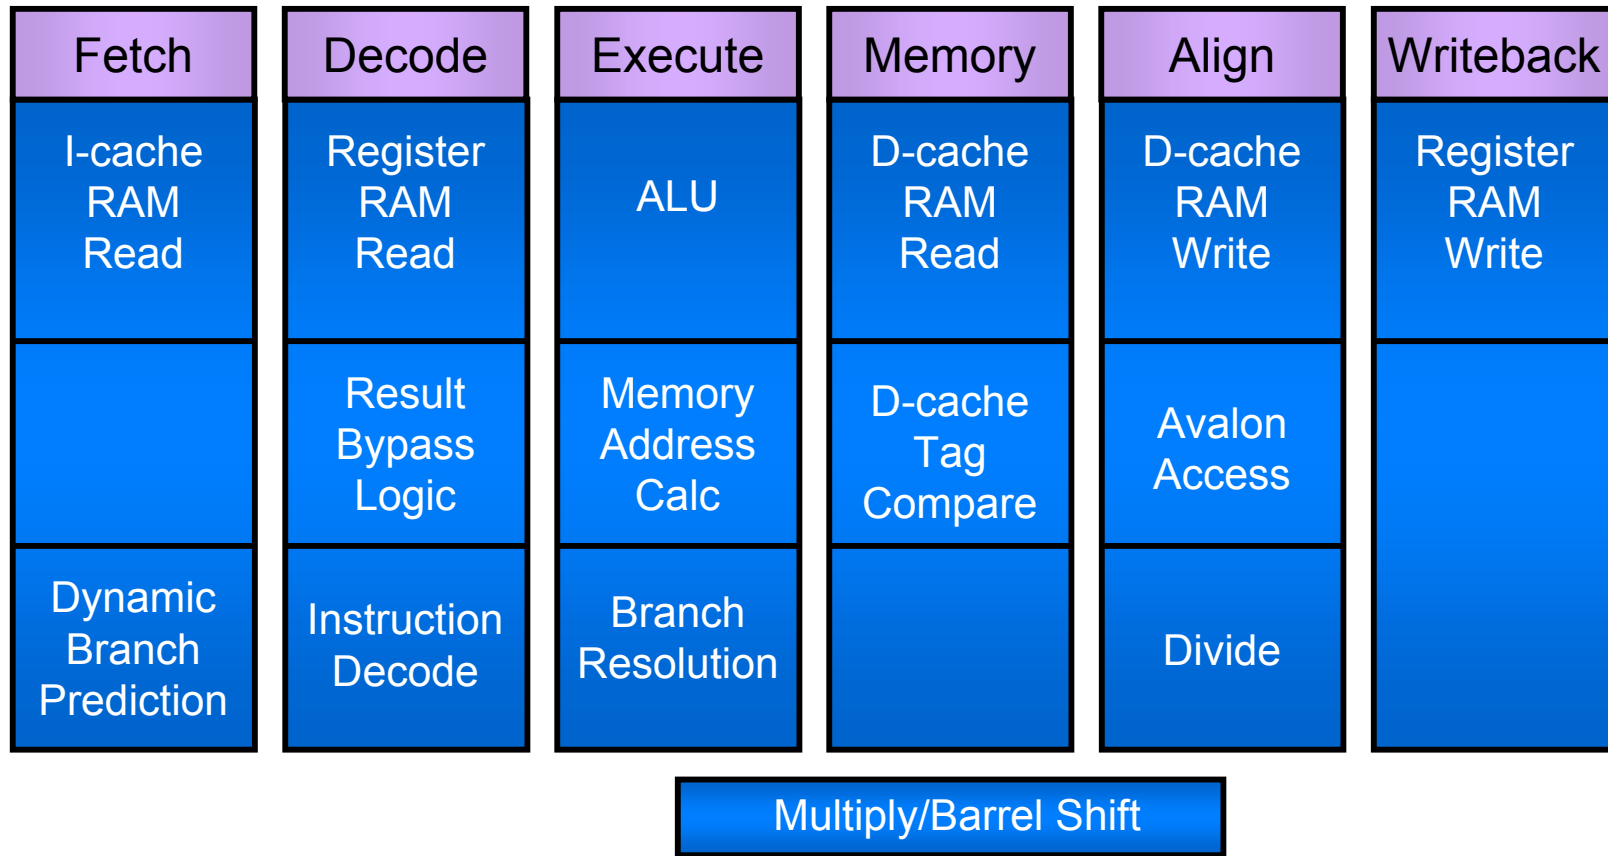 Fetch
I-cache
RAM
Read
Dynamic
Branch
Prediction
Decode
Register
RAM
Read
Result
Bypass
Logic
Instruction
Decode
Execute
ALU
Memory
Address
Calc
Branch
Resolution
Memory
D-cache
RAM
Read
D-cache
Tag
Compare
Align
D-cache
RAM
Write
Avalon
Access
Divide
Writeback
Register
RAM
Write
Multiply/Barrel Shift